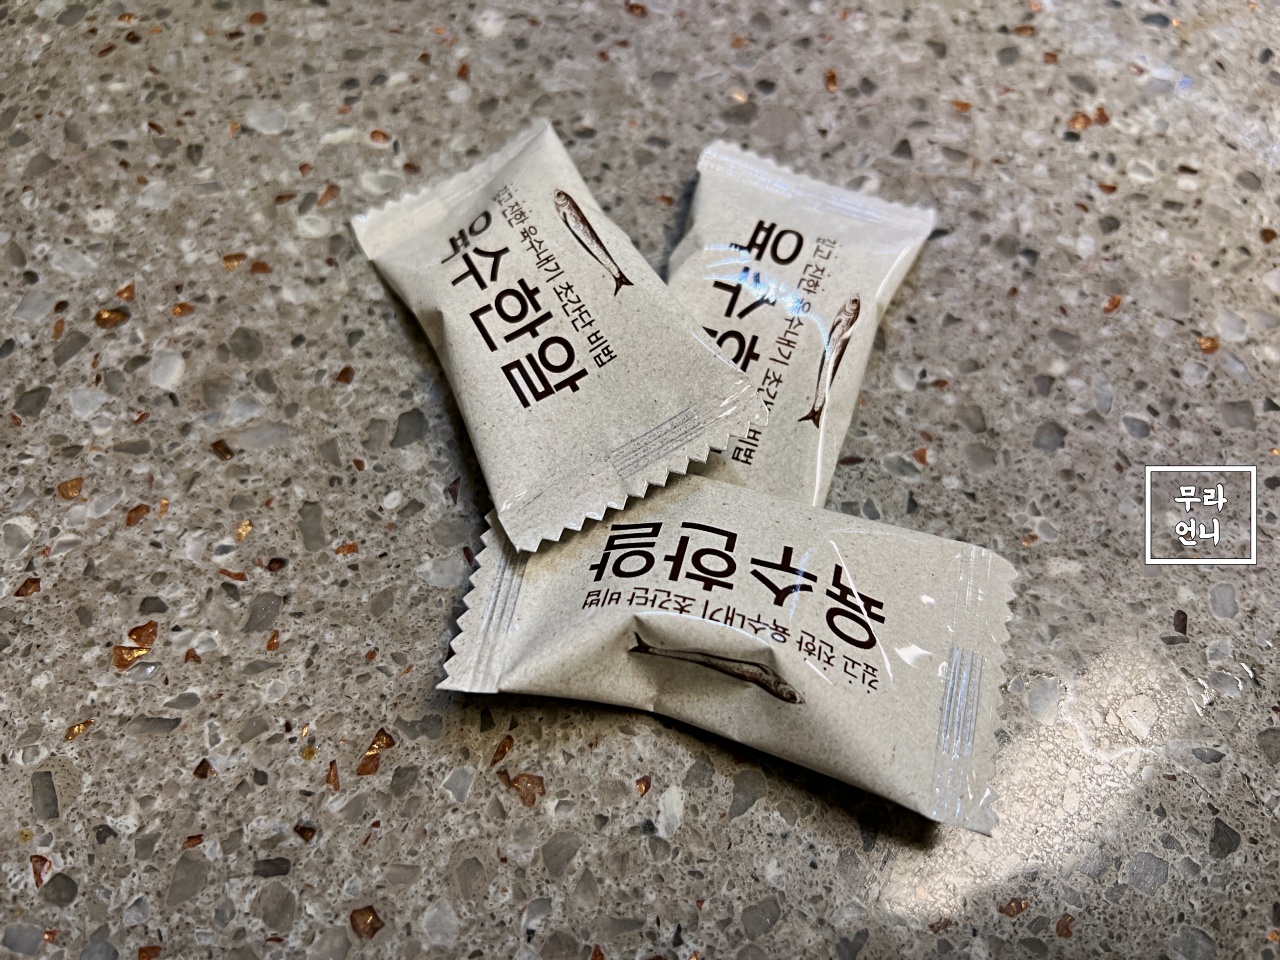 깊고 진한 육수내기 초간단 비법
육수한알
깊고 진한 육수내기 초간 비법
육수한
육수한알
깊고 진한 육수내기 초간단 비법
무라
언니